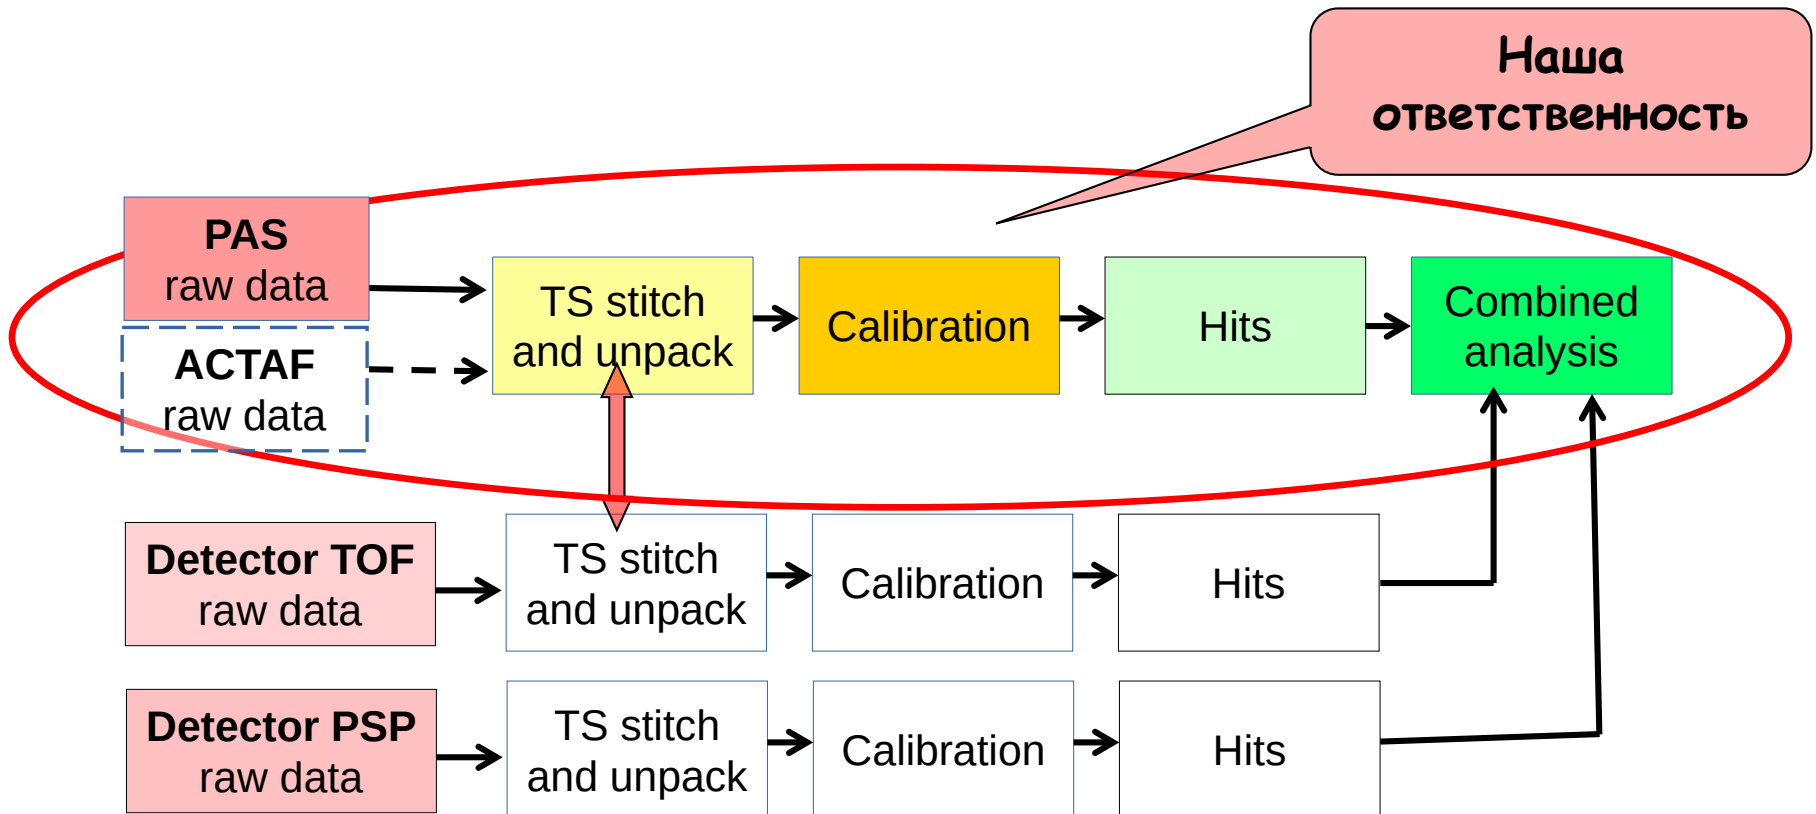 Наша
ответственность
PAS
raw data
ACTAF
raw data
TS stitch
and unpack
Calibration
Hits
Combined
analysis
Detector TOF
raw data
TS stitch
and unpack
Calibration
Hits
Detector PSP
raw data
TS stitch
and unpack
Calibration
Hits